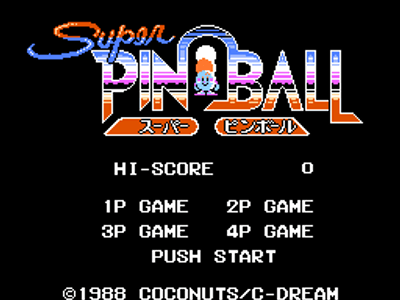 Super
PINBALL
スーパー ピンボール
HI-SCORE 0
1P GAME 2P GAME
3P GAME 4P GAME
PUSH START
©1988 COCONUTS/C-DREAM